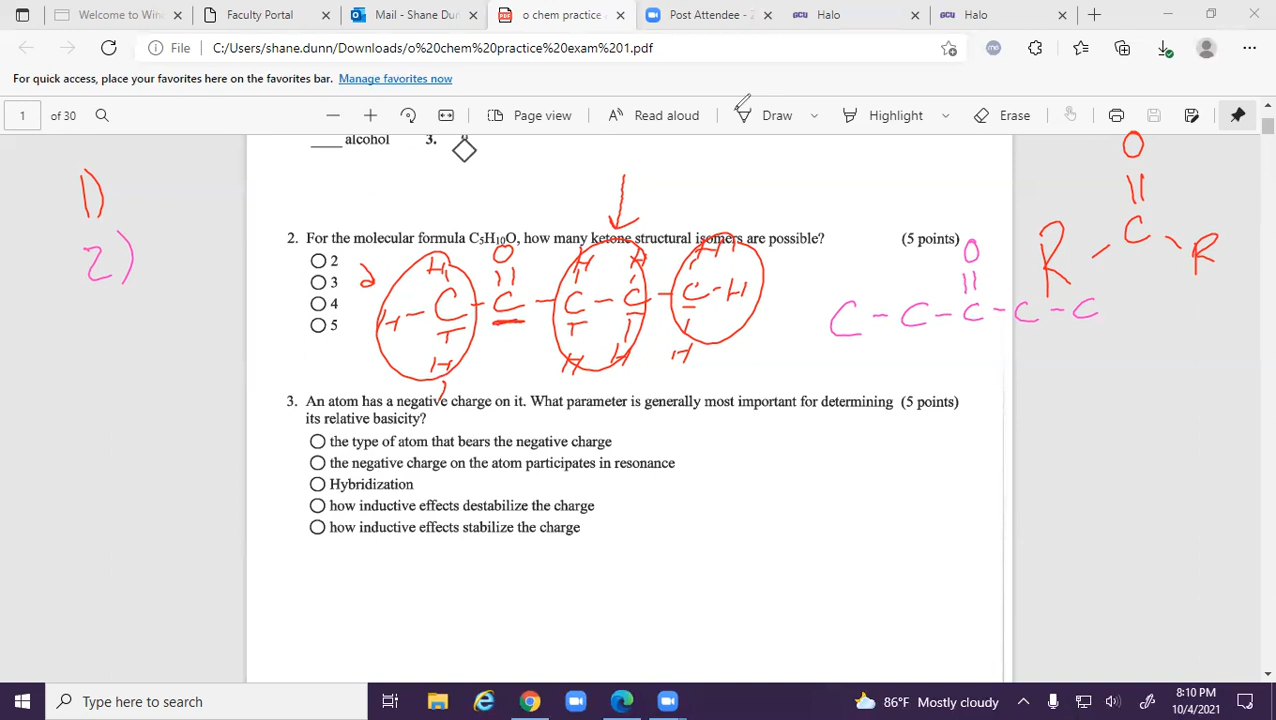 Welcome to Wind
Faculty Portal
Mail - Shane Dunn
o chem practice e
Post Attendee - Z
GCU Halo
GCU Halo
File C:/Users/shane.dunn/Downloads/o%20chem%20practice%20exam%201.pdf
For quick access, place your favorites here on the favorites bar. Manage favorites now
1 of 30 Page view Read aloud Draw Highlight Erase
____ alcohol 3.
1)
2)
2. For the molecular formula C₅H₁₀O, how many ketone structural isomers are possible? (5 points)
2
3
4
5
O
H H H H
H - C - C - C - C - C - H
H H H H
O
C - C - C - C - C
O
R - C - R
3. An atom has a negative charge on it. What parameter is generally most important for determining (5 points)
its relative basicity?
the type of atom that bears the negative charge
the negative charge on the atom participates in resonance
Hybridization
how inductive effects destabilize the charge
how inductive effects stabilize the charge
Type here to search
86°F Mostly cloudy
8:10 PM
10/4/2021